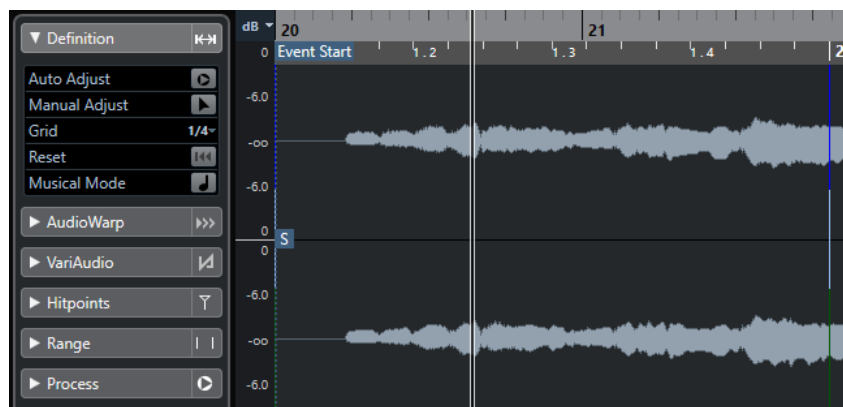 Definition
Auto Adjust
Manual Adjust
Grid 1/4
Reset
Musical Mode
AudioWarp
VariAudio
Hitpoints
Range
Process
dB 20 21
0 Event Start 1.2 1.3 1.4 2
-6.0
-oo
-6.0
0
S
0
-6.0
-oo
-6.0